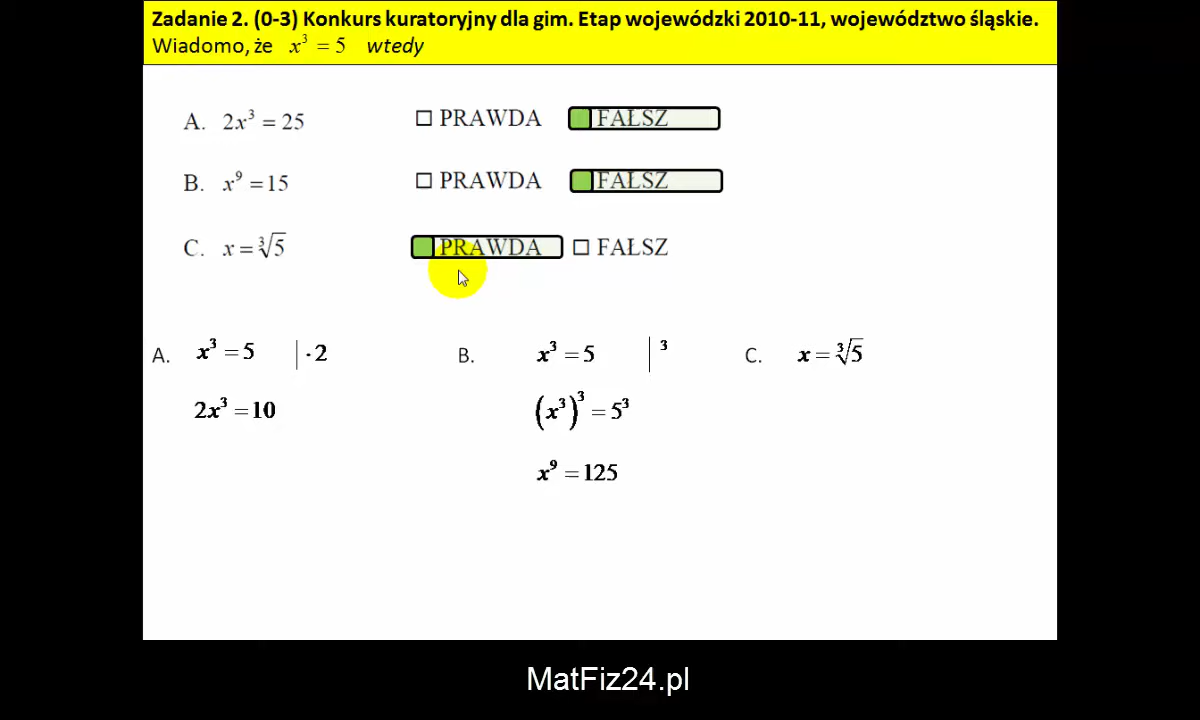 Zadanie 2. (0-3) Konkurs kuratoryjny dla gim. Etap wojewódzki 2010-11, województwo śląskie.
Wiadomo, że x³ = 5 wtedy
A. 2x³ = 25 □ PRAWDA FAŁSZ
B. x⁹ = 15 □ PRAWDA FAŁSZ
C. x = ∛5 PRAWDA □ FAŁSZ
A. x³ = 5 | · 2 B. x³ = 5 | ³ C. x = ∛5
2x³ = 10 (x³)³ = 5³
x⁹ = 125
MatFiz24.pl